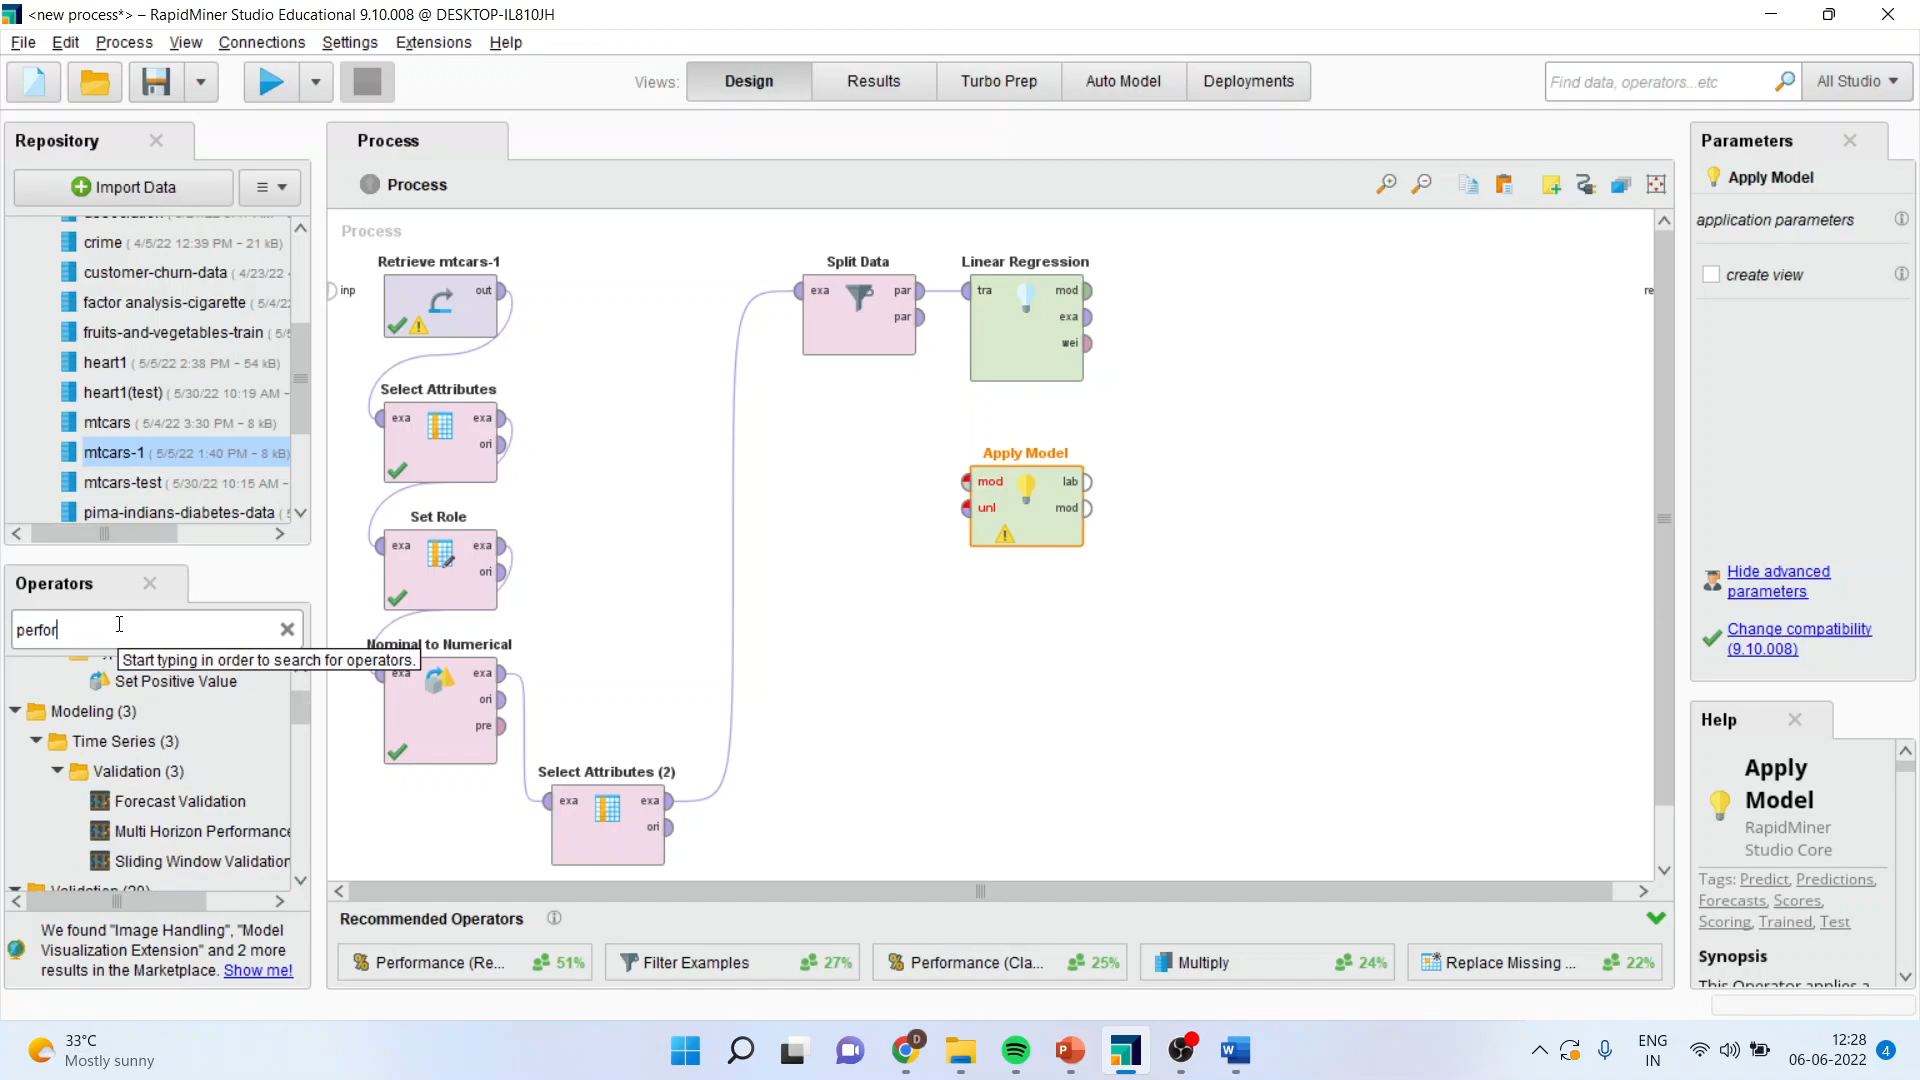 <new process*> – RapidMiner Studio Educational 9.10.008 @ DESKTOP-IL810JH
File Edit Process View Connections Settings Extensions Help
Views: Design Results Turbo Prep Auto Model Deployments
Find data, operators...etc
All Studio
Repository
Import Data
crime ( 4/5/22 12:39 PM – 21 kB)
customer-churn-data ( 4/23/22
factor analysis-cigarette ( 5/4/2
fruits-and-vegetables-train ( 5/
heart1 ( 5/5/22 2:38 PM – 54 kB)
heart1(test) ( 5/30/22 10:19 AM –
mtcars ( 5/4/22 3:30 PM – 8 kB)
mtcars-1 ( 5/5/22 1:40 PM – 8 kB)
mtcars-test ( 5/30/22 10:15 AM –
pima-indians-diabetes-data (
Operators
perfor
Start typing in order to search for operators.
Set Positive Value
Modeling (3)
Time Series (3)
Validation (3)
Forecast Validation
Multi Horizon Performance
Sliding Window Validation
We found "Image Handling", "Model
Visualization Extension" and 2 more
results in the Marketplace. Show me!
Process
Process
Process
inp
Retrieve mtcars-1
out
Select Attributes
exa exa
ori
Set Role
exa exa
ori
Nominal to Numerical
exa exa
ori
pre
Select Attributes (2)
exa exa
ori
Split Data
exa par
par
Linear Regression
tra mod
exa
wei
Apply Model
mod lab
unl mod
re
Recommended Operators
Performance (Re... 51%
Filter Examples 27%
Performance (Cla... 25%
Multiply 24%
Replace Missing ... 22%
Parameters
Apply Model
application parameters
create view
Hide advanced
parameters
Change compatibility
(9.10.008)
Help
Apply
Model
RapidMiner
Studio Core
Tags: Predict, Predictions,
Forecasts, Scores,
Scoring, Trained, Test
Synopsis
This Operator applies a
33°C
Mostly sunny
ENG
IN
12:28
06-06-2022
4